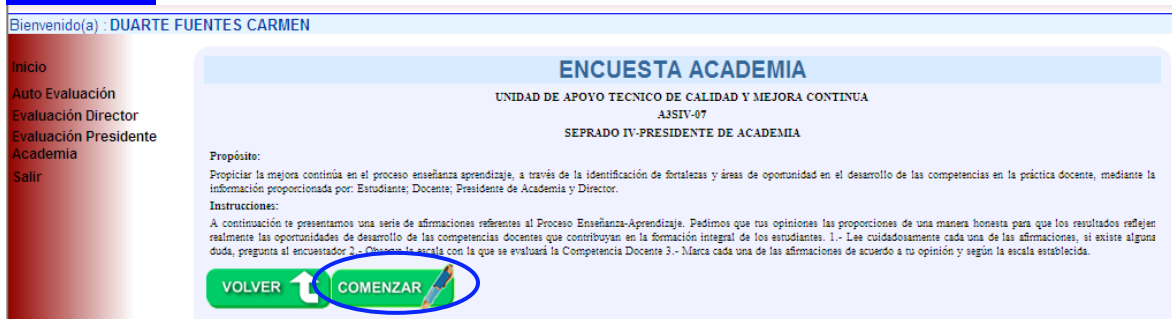 Bienvenido(a) : DUARTE FUENTES CARMEN
Inicio
Auto Evaluación
Evaluación Director
Evaluación Presidente
Academia
Salir
ENCUESTA ACADEMIA
UNIDAD DE APOYO TECNICO DE CALIDAD Y MEJORA CONTINUA
A3SIV-07
SEPRADO IV-PRESIDENTE DE ACADEMIA
Propósito:
Propiciar la mejora continúa en el proceso enseñanza aprendizaje, a través de la identificación de fortalezas y áreas de oportunidad en el desarrollo de las competencias en la práctica docente, mediante la
información proporcionada por: Estudiante; Docente; Presidente de Academia y Director.
Instrucciones:
A continuación te presentamos una serie de afirmaciones referentes al Proceso Enseñanza-Aprendizaje. Pedimos que tus opiniones las proporciones de una manera honesta para que los resultados reflejen
realmente las oportunidades de desarrollo de las competencias docentes que contribuyen en la formación integral de los estudiantes. 1.- Lee cuidadosamente cada una de las afirmaciones, si existe alguna
duda, pregunta al encuestador 2.- Observe la escala con la que se evaluará la Competencia Docente 3.- Marca cada una de las afirmaciones de acuerdo a tu opinión y según la escala establecida.
VOLVER
COMENZAR